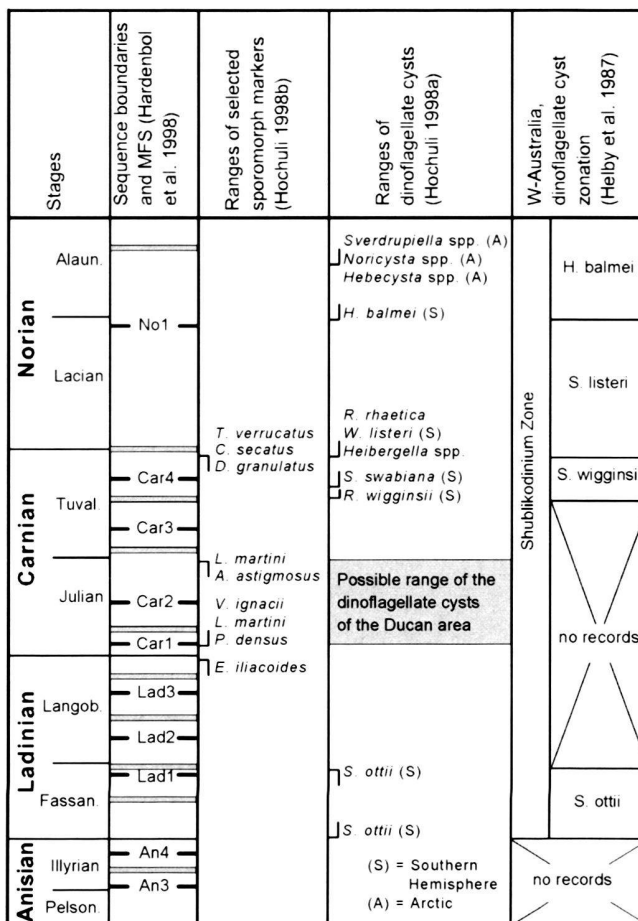 Stages
Sequence boundaries
and MFS (Hardenbol
et al. 1998)
Ranges of selected
sporomorph markers
(Hochuli 1998b)
Ranges of
dinoflagellate cysts
(Hochuli 1998a)
W-Australia,
dinoflagellate cyst
zonation
(Helby et al. 1987)
Norian
Alaun.
Lacian
Carnian
Tuval.
Julian
Ladinian
Langob.
Fassan.
Anisian
Illyrian
Pelson.
No1
Car4
Car3
Car2
Car1
Lad3
Lad2
Lad1
An4
An3
T. verrucatus
C. secatus
D. granulatus
L. martini
A. astigmosus
V. ignacii
L. martini
P. densus
E. iliacoides
Sverdrupiella spp. (A)
Noricysta spp. (A)
Hebecysta spp. (A)
H. balmei (S)
R. rhaetica
W. listeri (S)
Heibergella spp.
S. swabiana (S)
R. wigginsii (S)
Possible range of the
dinoflagellate cysts
of the Ducan area
S. ottii (S)
S. ottii (S)
(S) = Southern
Hemisphere
(A) = Arctic
Shublikodinium Zone
H. balmei
S. listeri
S. wigginsii
no records
S. ottii
no records